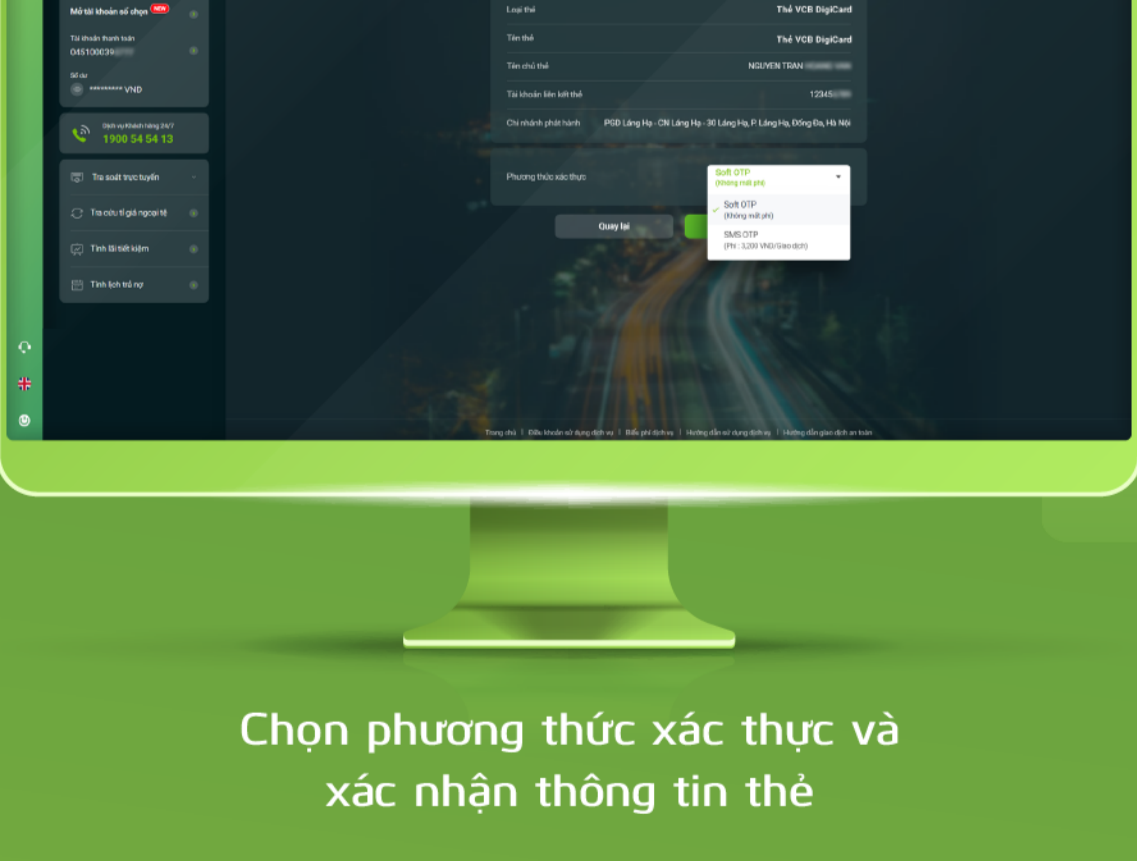 Mở tài khoản số chọn NEW
Tài khoản thanh toán
045100039
Số dư
********* VND
Dịch vụ Khách hàng 24/7
1900 54 54 13
Tra soát trực tuyến
Tra cứu tỉ giá ngoại tệ
Tính lãi tiết kiệm
Tính lịch trả nợ
Loại thẻ Thẻ VCB DigiCard
Tên thẻ Thẻ VCB DigiCard
Tên chủ thẻ NGUYEN TRAN
Tài khoản liên kết thẻ 12345
Chi nhánh phát hành PGD Láng Hạ - CN Láng Hạ - 30 Láng Hạ, P. Láng Hạ, Đống Đa, Hà Nội
Phương thức xác thực
Soft OTP
(Không mất phí)
Soft OTP
(Không mất phí)
SMS OTP
(Phí : 3,200 VND/Giao dịch)
Quay lại
Trang chủ | Điều khoản sử dụng dịch vụ | Biểu phí dịch vụ | Hướng dẫn sử dụng dịch vụ | Hướng dẫn giao dịch an toàn
Chọn phương thức xác thực và
xác nhận thông tin thẻ